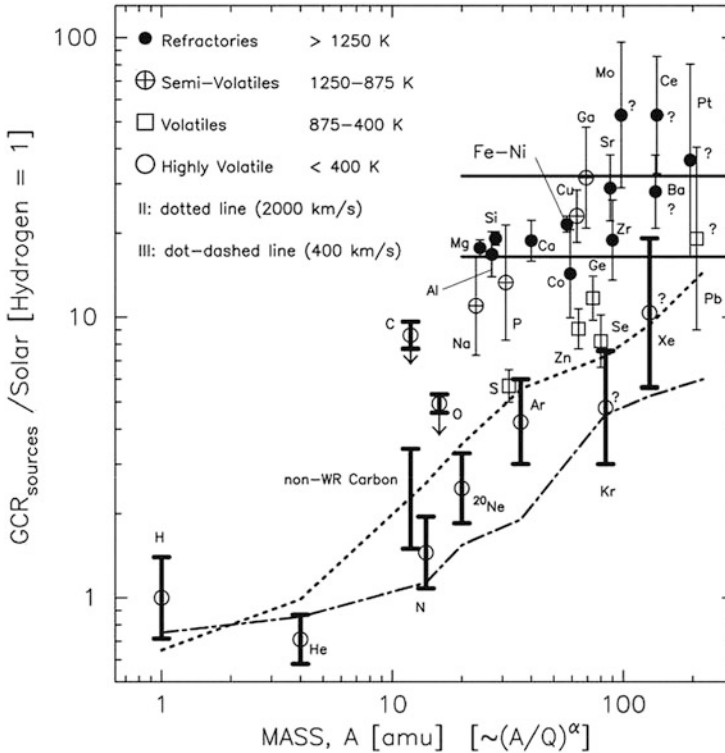 GCR_sources /Solar [Hydrogen = 1]
100
10
1
● Refractories > 1250 K
⊕ Semi-Volatiles 1250-875 K
□ Volatiles 875-400 K
○ Highly Volatile < 400 K
II: dotted line (2000 km/s)
III: dot-dashed line (400 km/s)
Mo
Ce
Pt
Ga
?
?
Sr
?
Fe-Ni
Cu
Ba
?
Si
Mg
Ca
Zr
?
Al
Co
Ge
Na
P
Pb
C
Zn
Se
?
Xe
S
O
Ar
?
non-WR Carbon
20Ne
Kr
H
N
He
1
10
100
MASS, A [amu] [~(A/Q)^α]